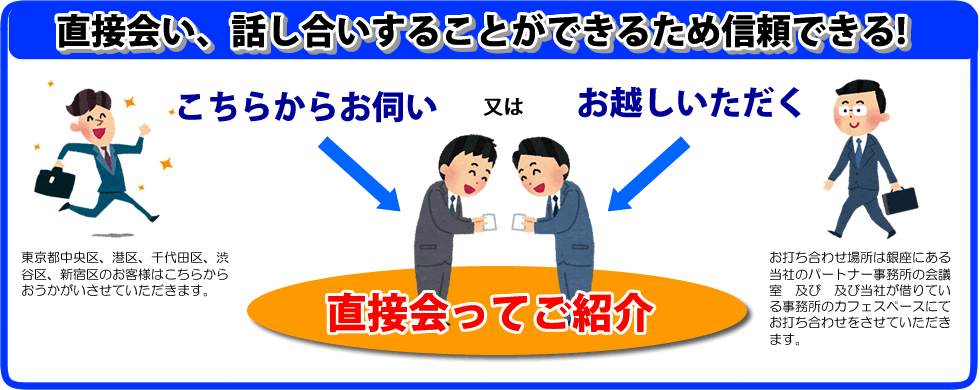 直接会い、話し合いすることができるため信頼できる!
こちらからお伺い
又は
お越しいただく
東京都中央区、港区、千代田区、渋
谷区、新宿区のお客様はこちらから
おうかがいさせていただきます。
お打ち合わせ場所は銀座にある
当社のパートナー事務所の会議
室　及び　及び当社が借りてい
る事務所のカフェスペースにて
お打ち合わせをさせていただき
ます。
直接会ってご紹介